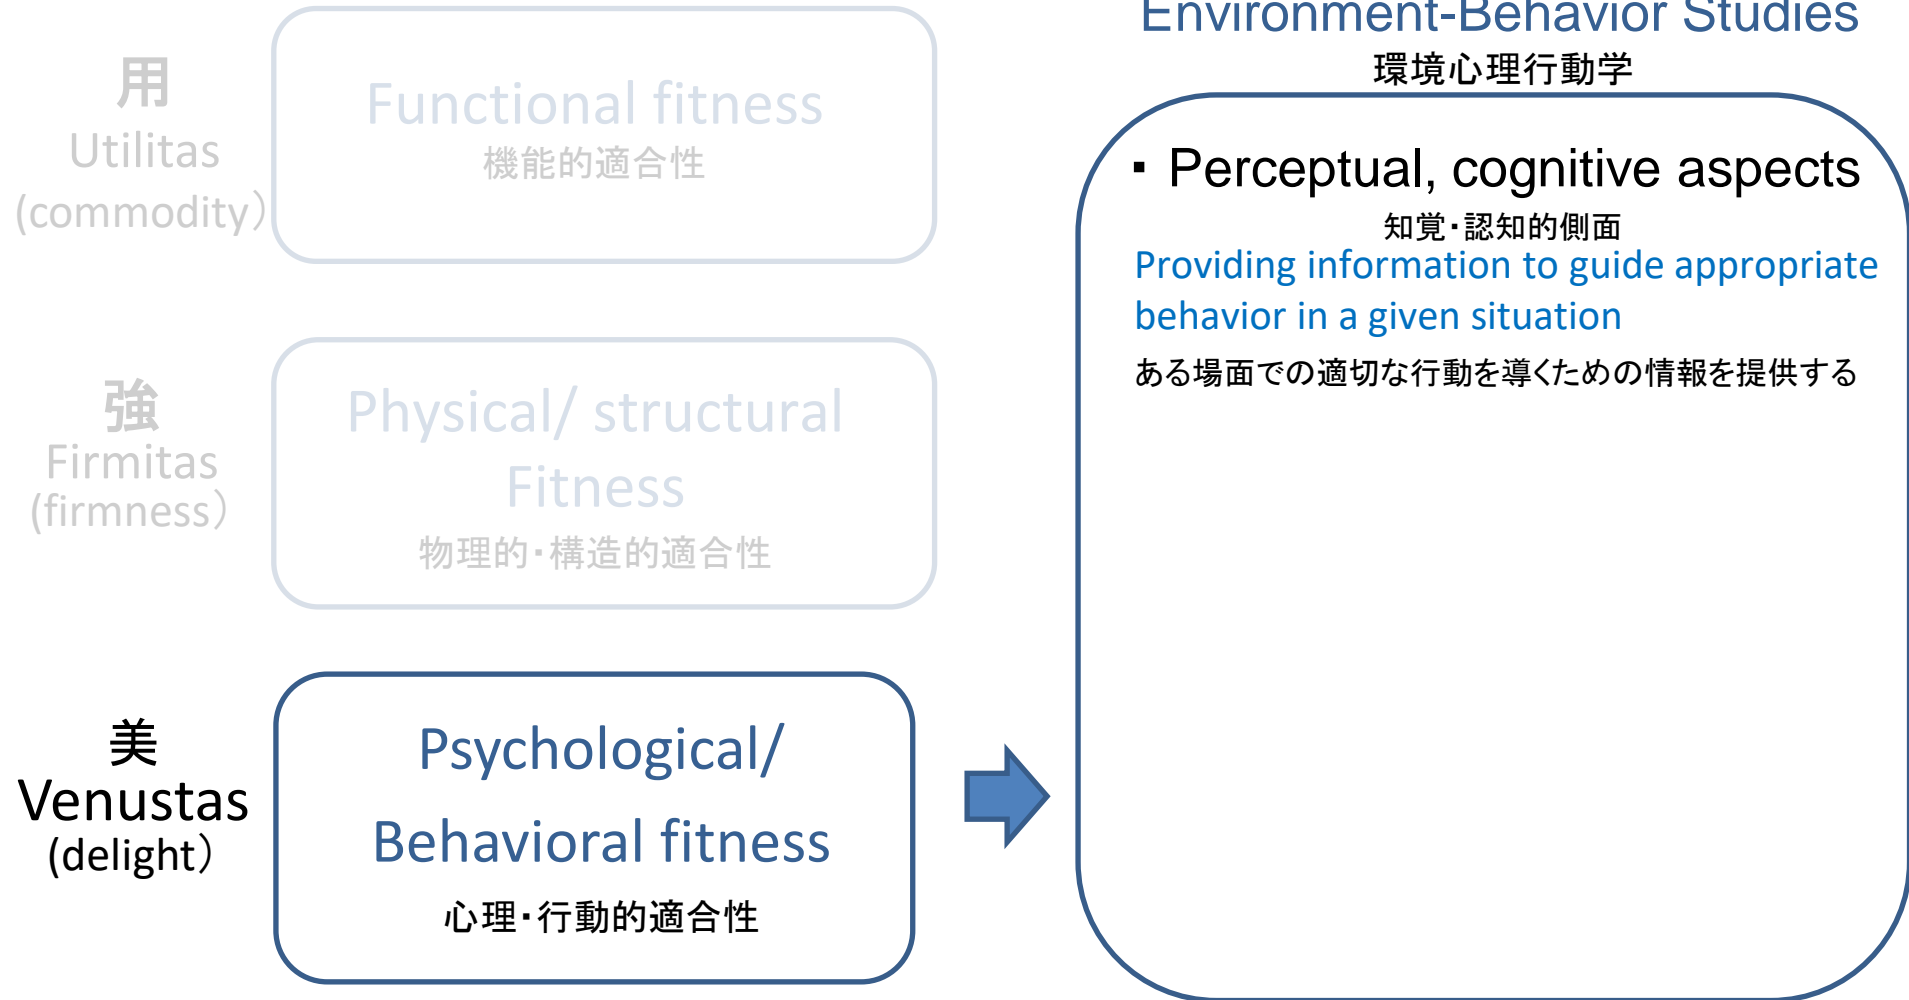 用
Utilitas
(commodity）
Functional fitness
機能的適合性
強
Firmitas
(firmness）
Physical/ structural
Fitness
物理的・構造的適合性
美
Venustas
(delight）
Psychological/
Behavioral fitness
心理・行動的適合性
Environment-Behavior Studies
環境心理行動学
・Perceptual, cognitive aspects
知覚・認知的側面
Providing information to guide appropriate
behavior in a given situation
ある場面での適切な行動を導くための情報を提供する